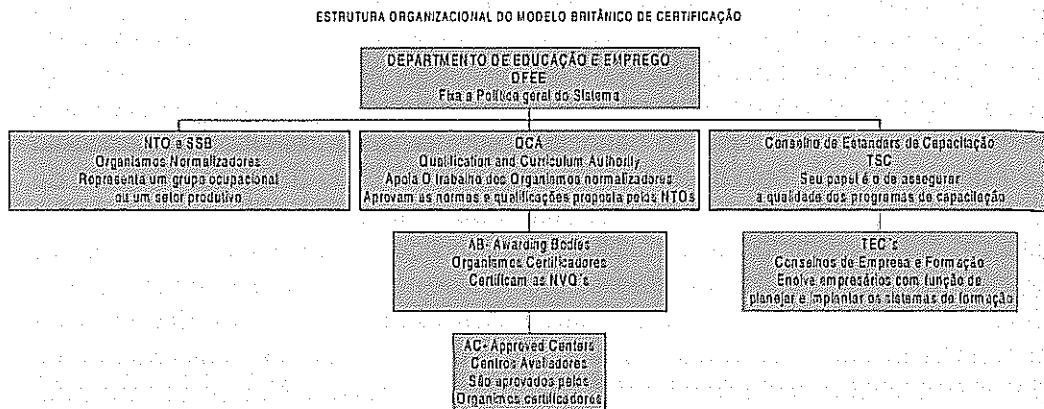 ESTRUTURA ORGANIZACIONAL DO MODELO BRITÂNICO DE CERTIFICAÇÃO
DEPARTMENTO DE EDUCAÇÃO E EMPREGO
DFEE
Fixa a Política geral do Sistema
NTO e SSB
Organismos Normalizadores
Representa um grupo ocupacional
ou um setor produtivo
QCA
Qualification and Curriculum Authority
Apoia O trabalho dos Organismos normalizadores
Aprovam as normas e qualificações proposta pelos NTOs
Conselho de Estanders de Capacitação
TSC
Seu papel é o de assegurar
a qualidade dos programas de capacitação
AB- Awarding Bodies
Organismos Certificadores
Certificam as NVQ's
TEC's
Conselhos de Empresa e Formação
Enolve empresários com função de
planejar e implantar os sistemas de formação
AC- Approved Centers
Centros Avaliadores
São aprovados pelos
Organimos certificadores